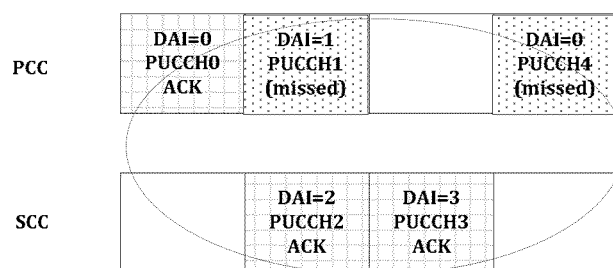 PCC
DAI=0
PUCCH0
ACK
DAI=1
PUCCH1
(missed)
DAI=0
PUCCH4
(missed)
SCC
DAI=2
PUCCH2
ACK
DAI=3
PUCCH3
ACK